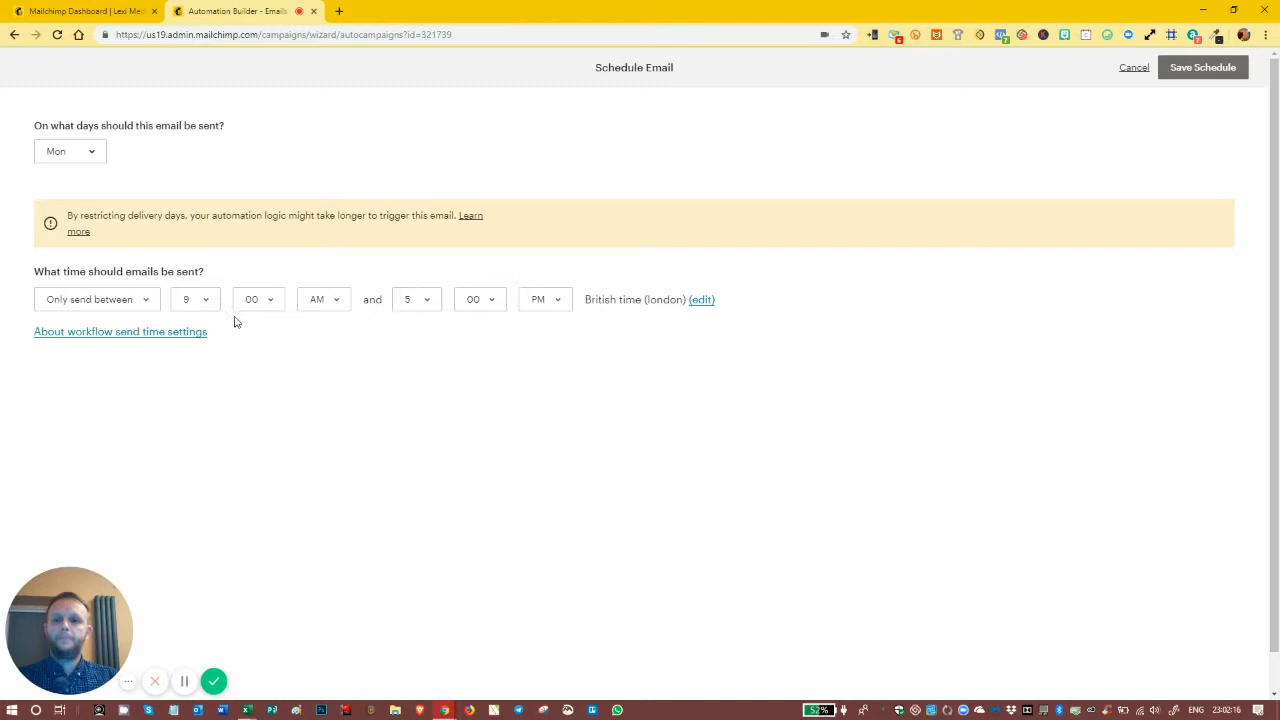 Mailchimp Dashboard | Lexi Me
Automation Builder - Emails
https://us19.admin.mailchimp.com/campaigns/wizard/autocampaigns?id=321739
Schedule Email
Cancel
Save Schedule
On what days should this email be sent?
Mon
By restricting delivery days, your automation logic might take longer to trigger this email. Learn
more
What time should emails be sent?
Only send between 9 00 AM and 5 00 PM British time (london) (edit)
About workflow send time settings
52%
ENG
23:02:16